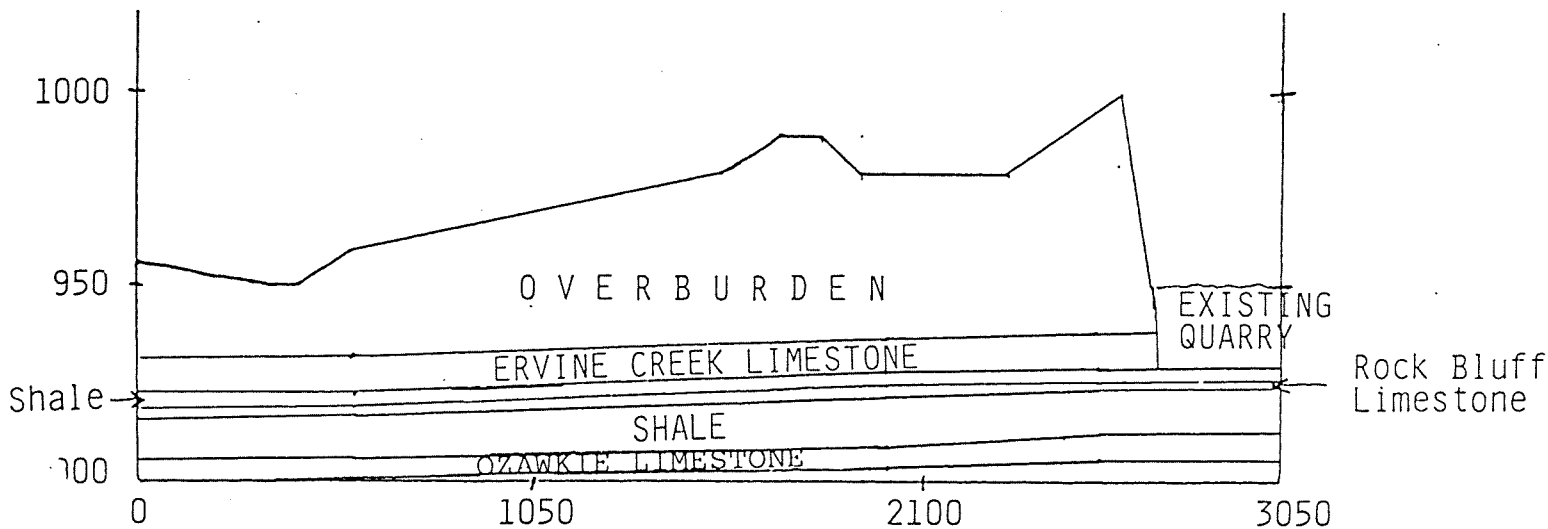 1000
950
OVERBURDEN
EXISTING
QUARRY
ERVINE CREEK LIMESTONE
Rock Bluff
Limestone
Shale
SHALE
OZAWKIE LIMESTONE
0
1050
2100
3050